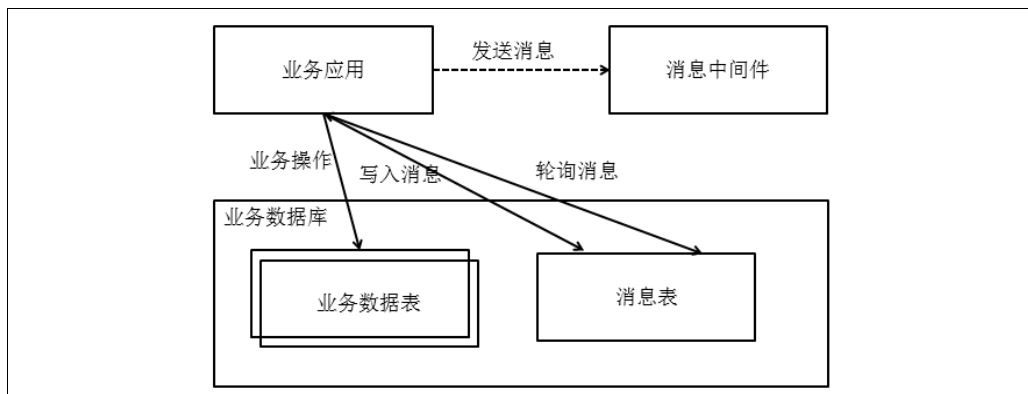 业务应用
发送消息
消息中间件
业务操作
写入消息
轮询消息
业务数据库
业务数据表
消息表